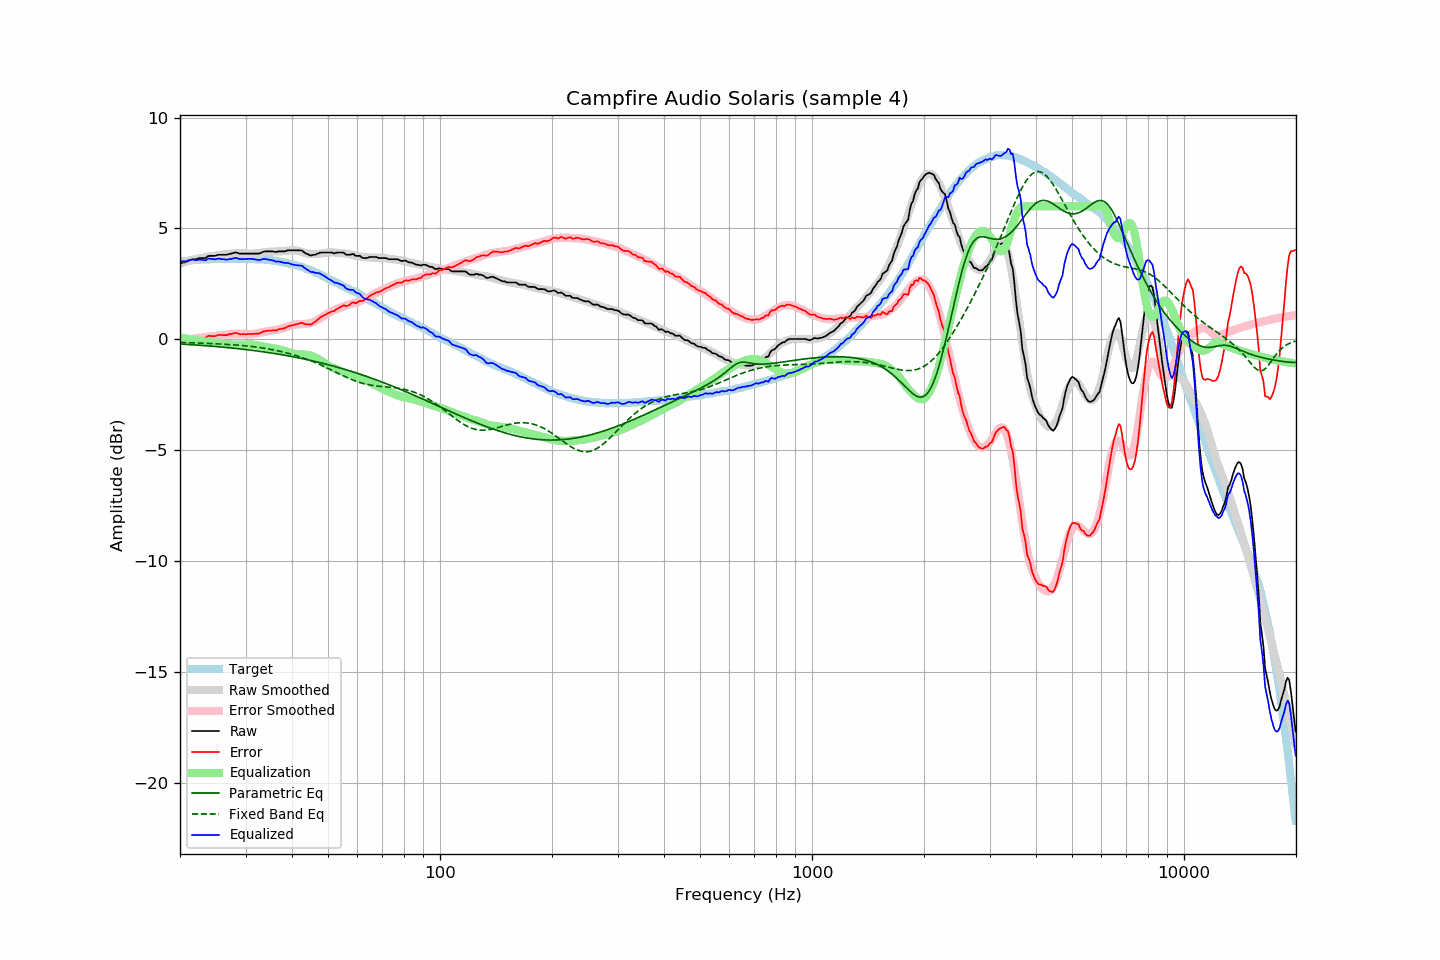 Campfire Audio Solaris (sample 4)
10
5
0
−5
−10
−15
−20
Amplitude (dBr)
Target
Raw Smoothed
Error Smoothed
Raw
Error
Equalization
Parametric Eq
Fixed Band Eq
Equalized
100
1000
10000
Frequency (Hz)